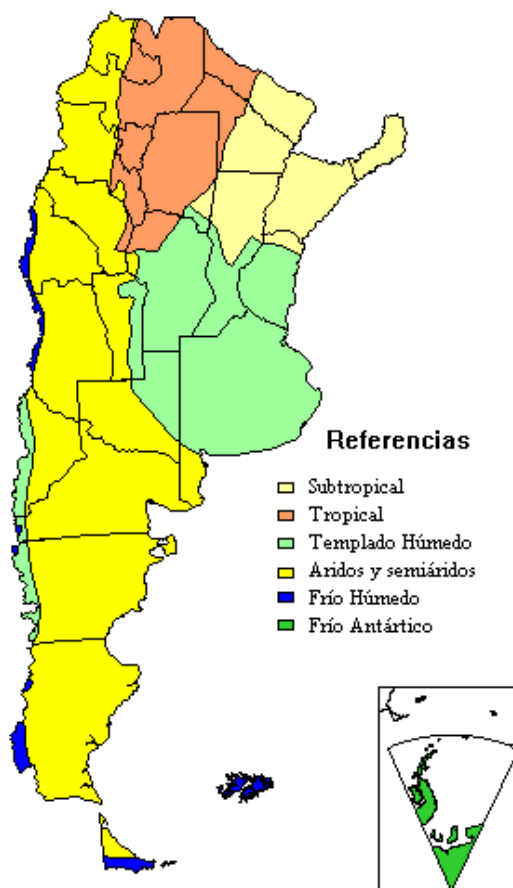 Referencias
Subtropical
Tropical
Templado Húmedo
Aridos y semiáridos
Frío Húmedo
Frío Antártico